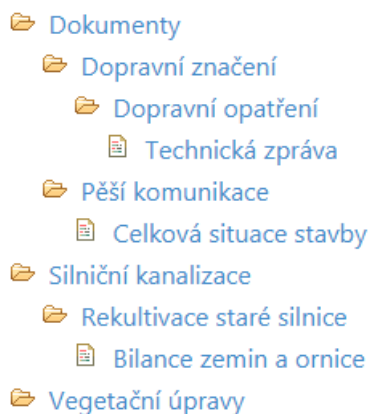 Dokumenty
Dopravní značení
Dopravní opatření
Technická zpráva
Pěší komunikace
Celková situace stavby
Silniční kanalizace
Rekultivace staré silnice
Bilance zemin a ornice
Vegetační úpravy